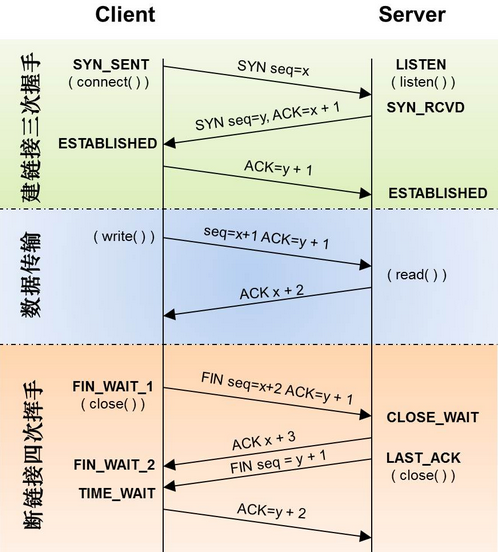 Client
Server
建链接三次握手
SYN_SENT
( connect( ) )
SYN seq=x
LISTEN
( listen( ) )
SYN_RCVD
SYN seq=y, ACK=x + 1
ESTABLISHED
ACK=y + 1
ESTABLISHED
数据传输
( write( ) )
seq=x+1 ACK=y + 1
( read( ) )
ACK x + 2
断链接四次挥手
FIN_WAIT_1
( close( ) )
FIN seq=x+2 ACK=y + 1
CLOSE_WAIT
ACK x + 3
FIN_WAIT_2
FIN seq = y + 1
LAST_ACK
( close( ) )
TIME_WAIT
ACK=y + 2